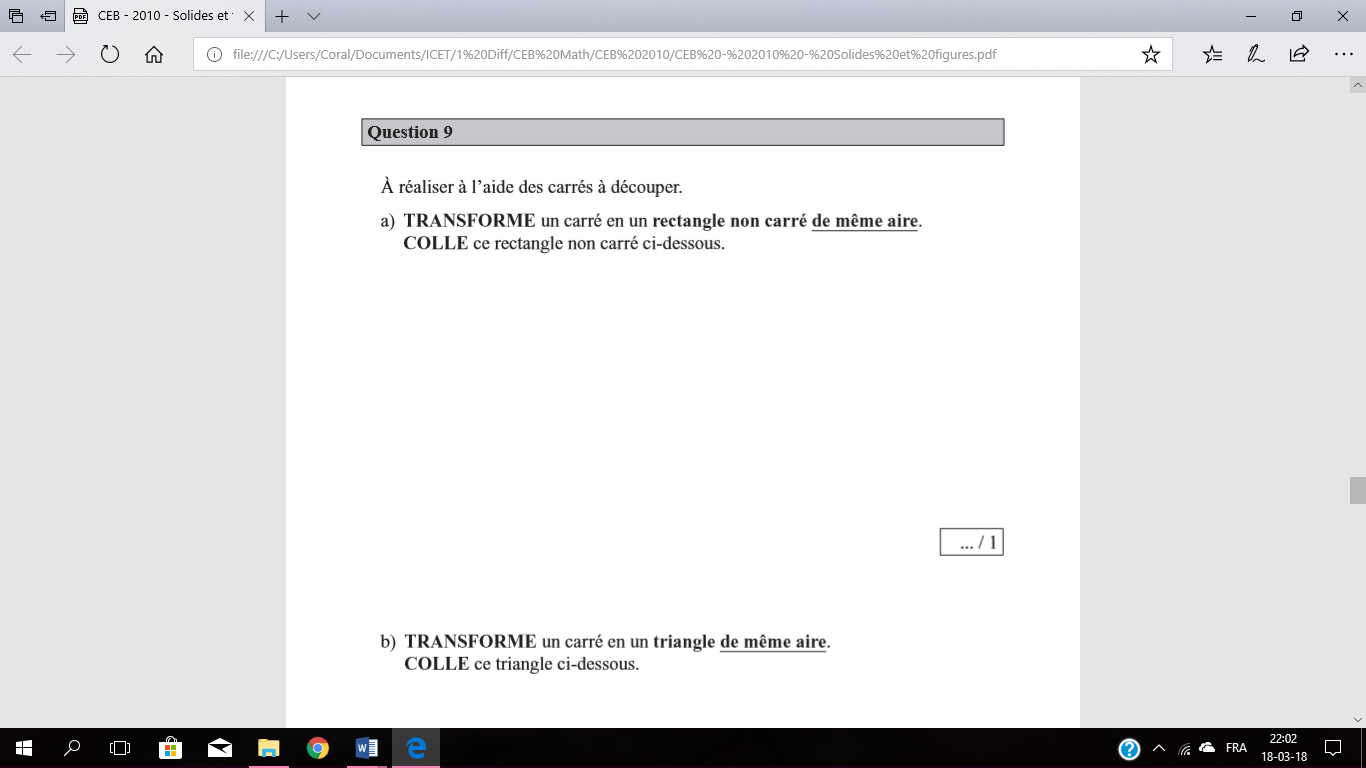 CEB - 2010 - Solides et
file:///C:/Users/Coral/Documents/ICET/1%20Diff/CEB%20Math/CEB%202010/CEB%20-%202010%20-%20Solides%20et%20figures.pdf
Question 9
À réaliser à l’aide des carrés à découper.
a) TRANSFORME un carré en un rectangle non carré de même aire.
COLLE ce rectangle non carré ci-dessous.
... / 1
b) TRANSFORME un carré en un triangle de même aire.
COLLE ce triangle ci-dessous.
FRA
22:02
18-03-18